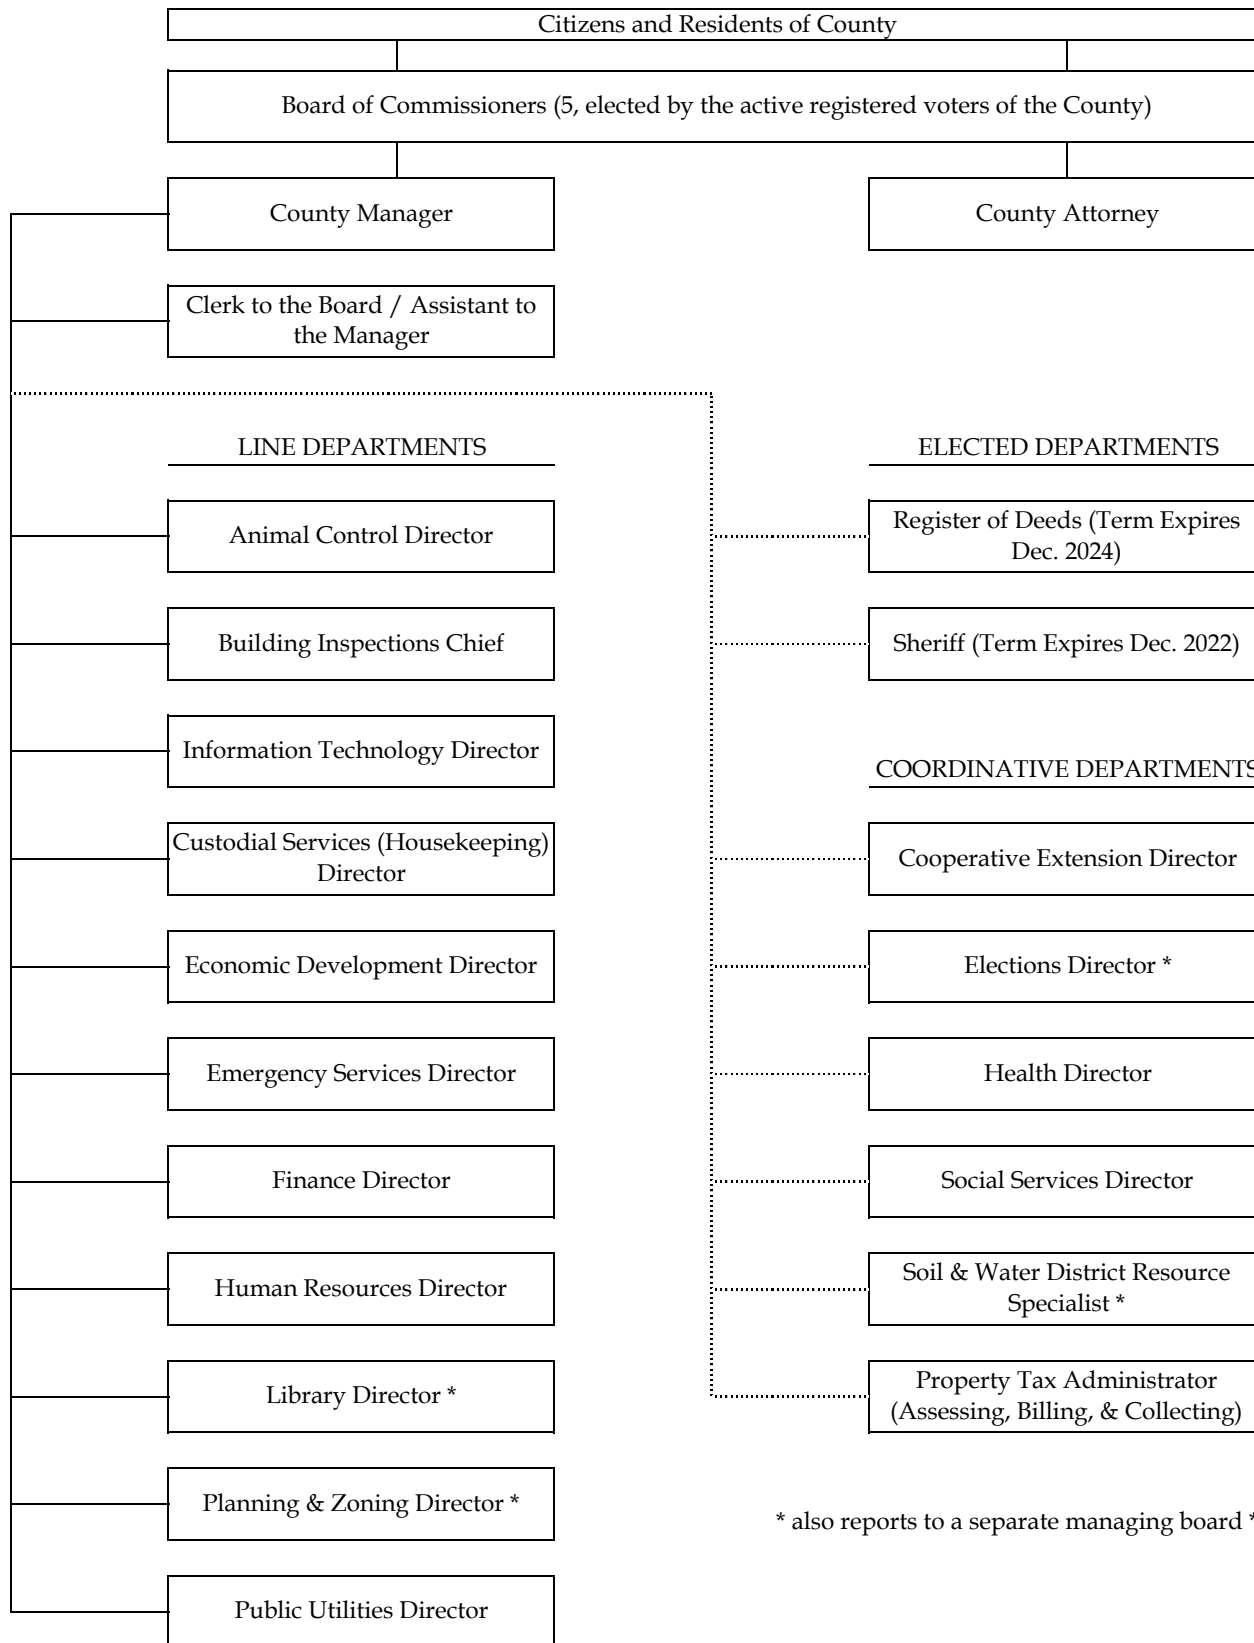 Citizens and Residents of County
Board of Commissioners (5, elected by the active registered voters of the County)
County Manager
County Attorney
Clerk to the Board / Assistant to
the Manager
LINE DEPARTMENTS
Animal Control Director
Building Inspections Chief
Information Technology Director
Custodial Services (Housekeeping)
Director
Economic Development Director
Emergency Services Director
Finance Director
Human Resources Director
Library Director *
Planning & Zoning Director *
Public Utilities Director
ELECTED DEPARTMENTS
Register of Deeds (Term Expires
Dec. 2024)
Sheriff (Term Expires Dec. 2022)
COORDINATIVE DEPARTMENTS
Cooperative Extension Director
Elections Director *
Health Director
Social Services Director
Soil & Water District Resource
Specialist *
Property Tax Administrator
(Assessing, Billing, & Collecting)
* also reports to a separate managing board *